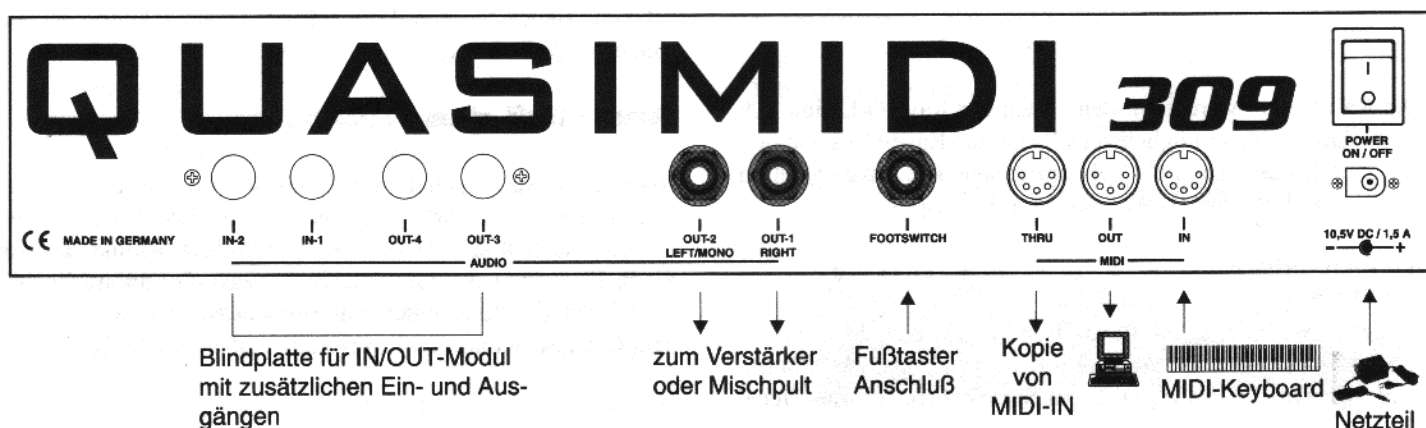 QUASIMIDI 309
POWER
ON / OFF
CE MADE IN GERMANY
IN-2 IN-1 OUT-4 OUT-3 OUT-2 OUT-1 FOOTSWITCH THRU OUT IN
LEFT/MONO RIGHT
AUDIO
MIDI
10,5V DC / 1,5 A
- +
Blindplatte für IN/OUT-Modul
mit zusätzlichen Ein- und Aus-
gängen
zum Verstärker
oder Mischpult
Fußtaster
Anschluß
Kopie
von
MIDI-IN
MIDI-Keyboard
Netzteil